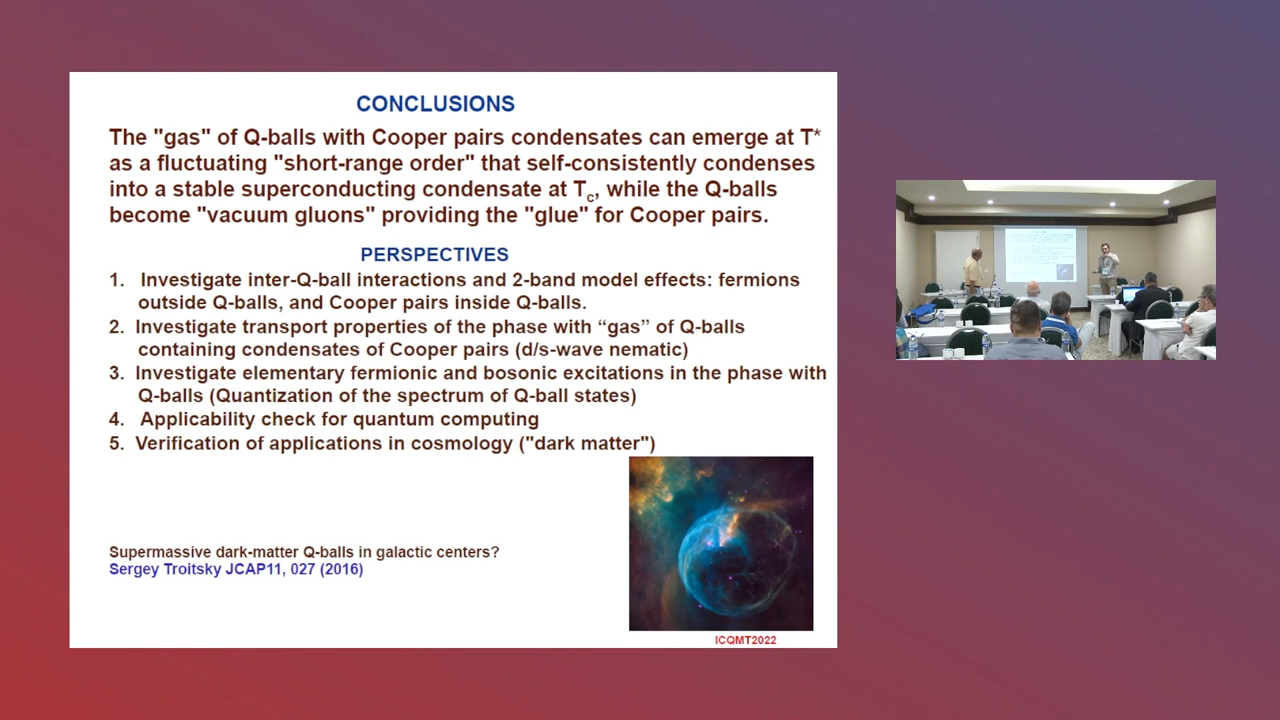 CONCLUSIONS
The "gas" of Q-balls with Cooper pairs condensates can emerge at T*
as a fluctuating "short-range order" that self-consistently condenses
into a stable superconducting condensate at Tc, while the Q-balls
become "vacuum gluons" providing the "glue" for Cooper pairs.
PERSPECTIVES
1. Investigate inter-Q-ball interactions and 2-band model effects: fermions
outside Q-balls, and Cooper pairs inside Q-balls.
2. Investigate transport properties of the phase with “gas” of Q-balls
containing condensates of Cooper pairs (d/s-wave nematic)
3. Investigate elementary fermionic and bosonic excitations in the phase with
Q-balls (Quantization of the spectrum of Q-ball states)
4. Applicability check for quantum computing
5. Verification of applications in cosmology ("dark matter")
Supermassive dark-matter Q-balls in galactic centers?
Sergey Troitsky JCAP11, 027 (2016)
ICQMT2022